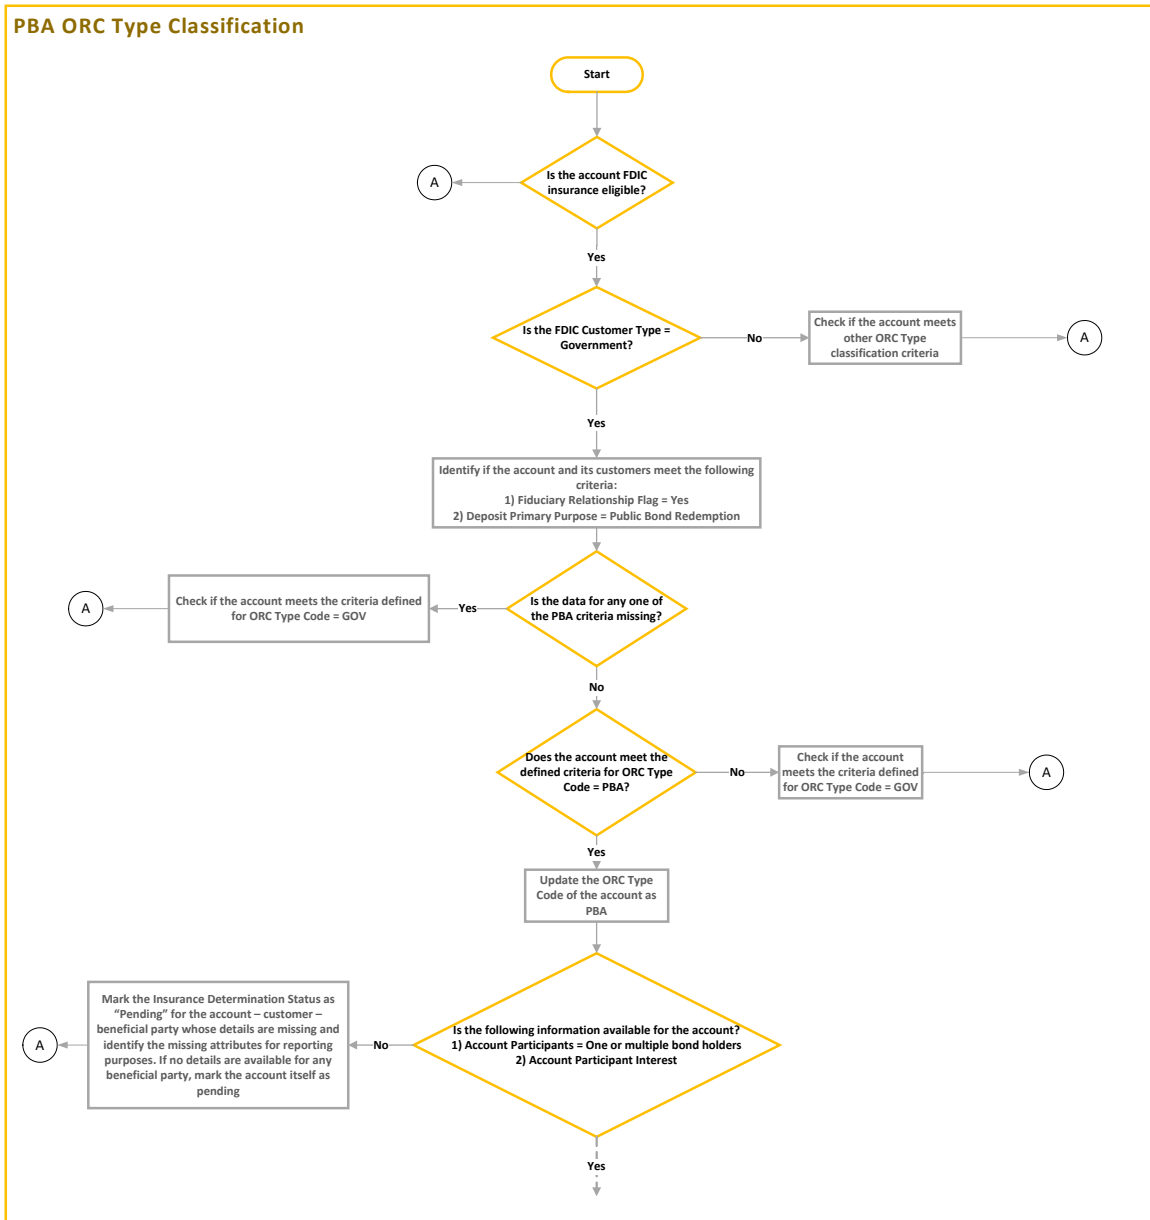 PBA ORC Type Classification
Start
Is the account FDIC
insurance eligible?
A
Yes
Is the FDIC Customer Type =
Government?
No
Check if the account meets
other ORC Type
classification criteria
A
Yes
Identify if the account and its customers meet the following
criteria:
1) Fiduciary Relationship Flag = Yes
2) Deposit Primary Purpose = Public Bond Redemption
A
Check if the account meets the criteria defined
for ORC Type Code = GOV
Yes
Is the data for any one of
the PBA criteria missing?
No
Does the account meet the
defined criteria for ORC Type
Code = PBA?
No
Check if the account
meets the criteria defined
for ORC Type Code = GOV
A
Yes
Update the ORC Type
Code of the account as
PBA
A
Mark the Insurance Determination Status as
“Pending” for the account – customer –
beneficial party whose details are missing and
identify the missing attributes for reporting
purposes. If no details are available for any
beneficial party, mark the account itself as
pending
No
Is the following information available for the account?
1) Account Participants = One or multiple bond holders
2) Account Participant Interest
Yes